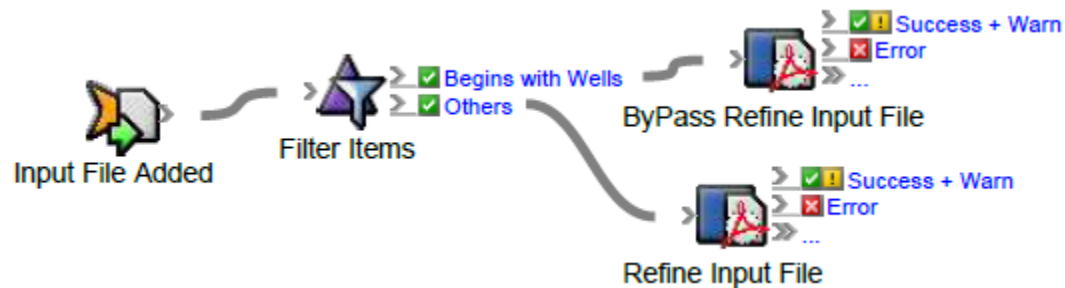 Input File Added
Filter Items
Begins with Wells
Others
Success + Warn
Error
...
ByPass Refine Input File
Success + Warn
Error
...
Refine Input File